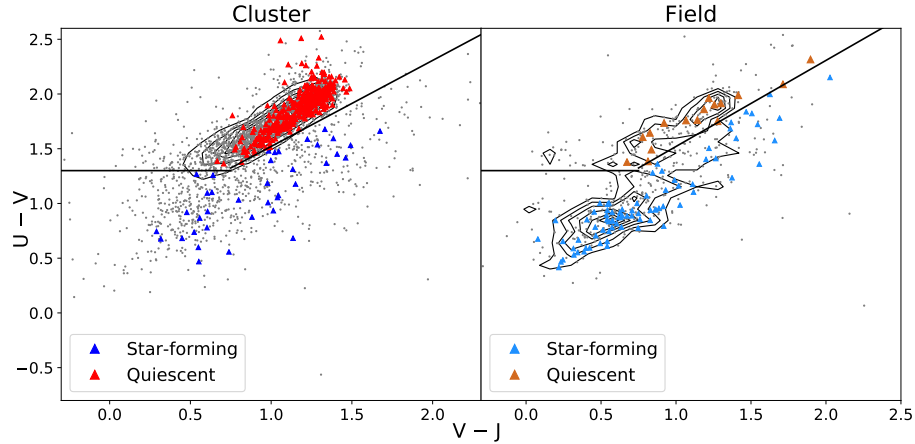 Cluster
Field
2.5
2.0
1.5
1.0
0.5
0.0
−0.5
U − V
Star-forming
Quiescent
Star-forming
Quiescent
0.0 0.5 1.0 1.5 2.0
0.0 0.5 1.0 1.5 2.0 2.5
V − J